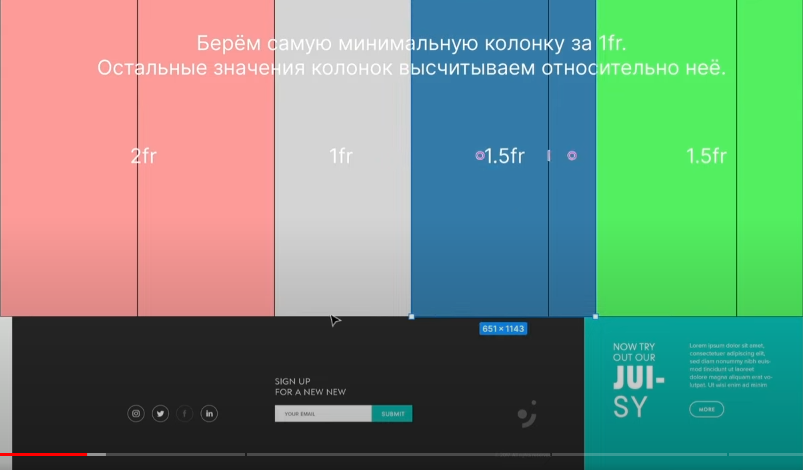 Берём самую минимальную колонку за 1fr.
Остальные значения колонок высчитываем относительно неё.
2fr
1fr
1.5fr
1.5fr
651 × 1143
SIGN UP
FOR A NEW NEW
YOUR EMAIL
SUBMIT
NOW TRY
OUT OUR
JUI-
SY
Lorem ipsum dolor sit amet,
consectetuer adipiscing elit,
sed diam nonummy nibh euis-
mod tincidunt ut laoreet
dolore magna aliquam erat vo-
lutpat. Ut wisi enim ad minim
MORE